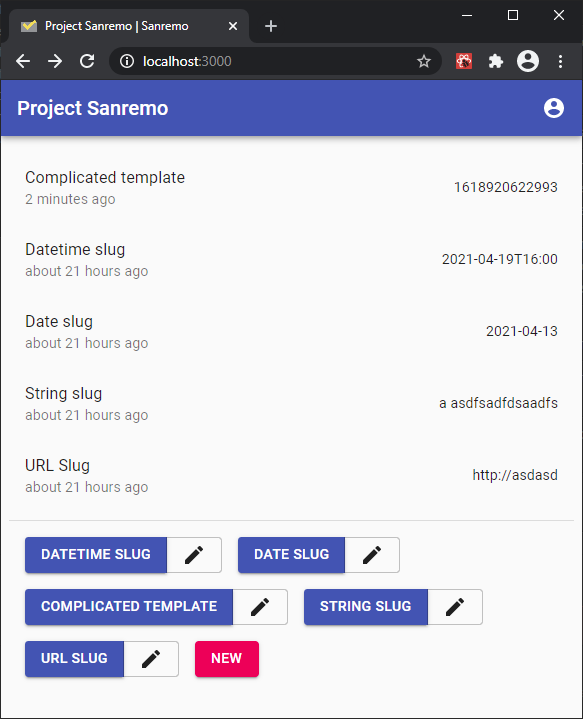 Project Sanremo | Sanremo
localhost:3000
Project Sanremo
Complicated template
2 minutes ago
1618920622993
Datetime slug
about 21 hours ago
2021-04-19T16:00
Date slug
about 21 hours ago
2021-04-13
String slug
about 21 hours ago
a asdfsadfdsaadfs
URL Slug
about 21 hours ago
http://asdasd
DATETIME SLUG
DATE SLUG
COMPLICATED TEMPLATE
STRING SLUG
URL SLUG
NEW